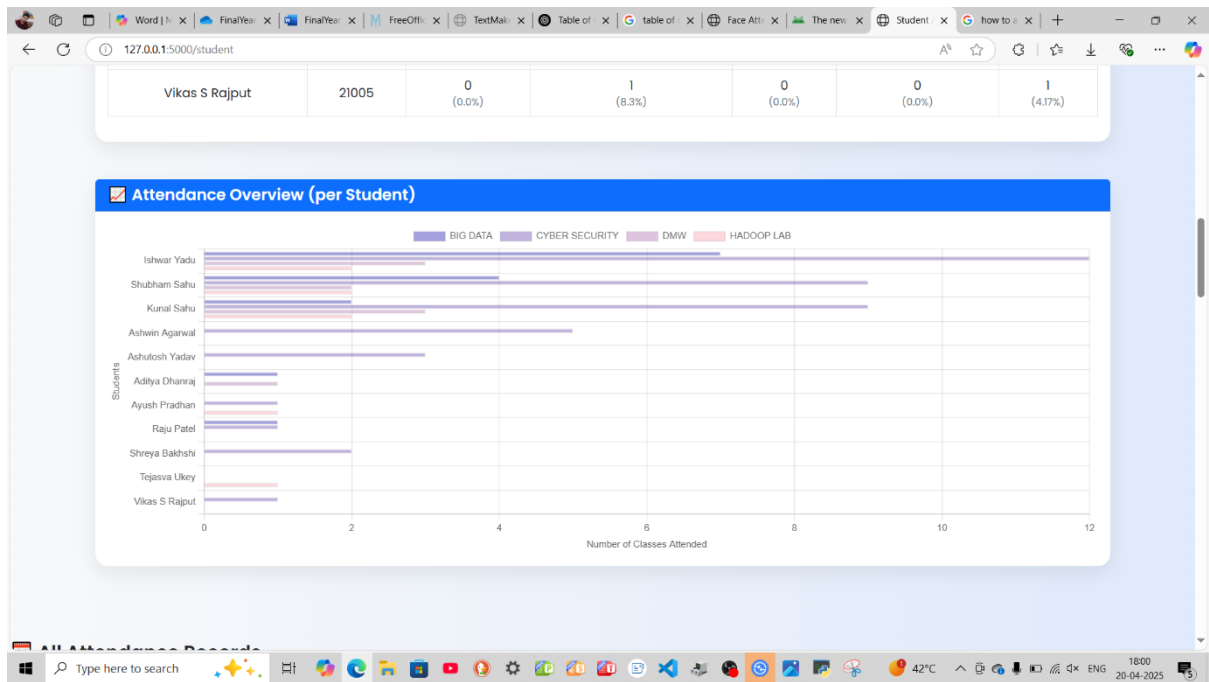 Word | M
FinalYear
FinalYear
FreeOffic
TextMake
Table of
table of
Face Atte
The new
Student
how to a
127.0.0.1:5000/student
Vikas S Rajput 21005 0 1 0 0 1
(0.0%) (8.3%) (0.0%) (0.0%) (4.17%)
Attendance Overview (per Student)
BIG DATA CYBER SECURITY DMW HADOOP LAB
Ishwar Yadu
Shubham Sahu
Kunal Sahu
Ashwin Agarwal
Ashutosh Yadav
Aditya Dhanraj
Ayush Pradhan
Raju Patel
Shreya Bakhshi
Tejasva Ukey
Vikas S Rajput
Students
0 2 4 6 8 10 12
Number of Classes Attended
All Attendance Records
Type here to search
42°C
ENG
18:00
20-04-2025
5